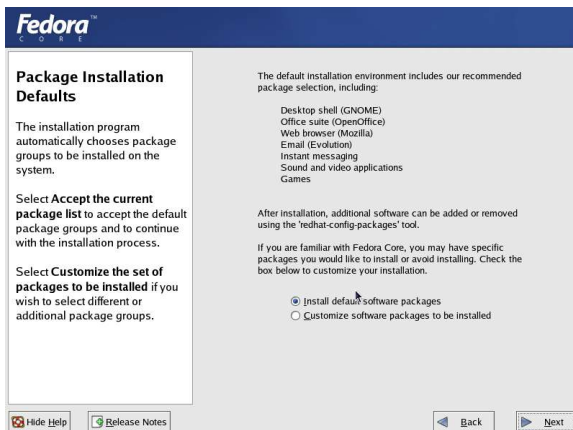 Fedora™
CORE
Package Installation
Defaults
The installation program
automatically chooses package
groups to be installed on the
system.
Select Accept the current
package list to accept the default
package groups and to continue
with the installation process.
Select Customize the set of
packages to be installed if you
wish to select different or
additional package groups.
The default installation environment includes our recommended
package selection, including:
Desktop shell (GNOME)
Office suite (OpenOffice)
Web browser (Mozilla)
Email (Evolution)
Instant messaging
Sound and video applications
Games
After installation, additional software can be added or removed
using the 'redhat-config-packages' tool.
If you are familiar with Fedora Core, you may have specific
packages you would like to install or avoid installing. Check the
box below to customize your installation.
Install default software packages
Customize software packages to be installed
Hide Help
Release Notes
Back
Next